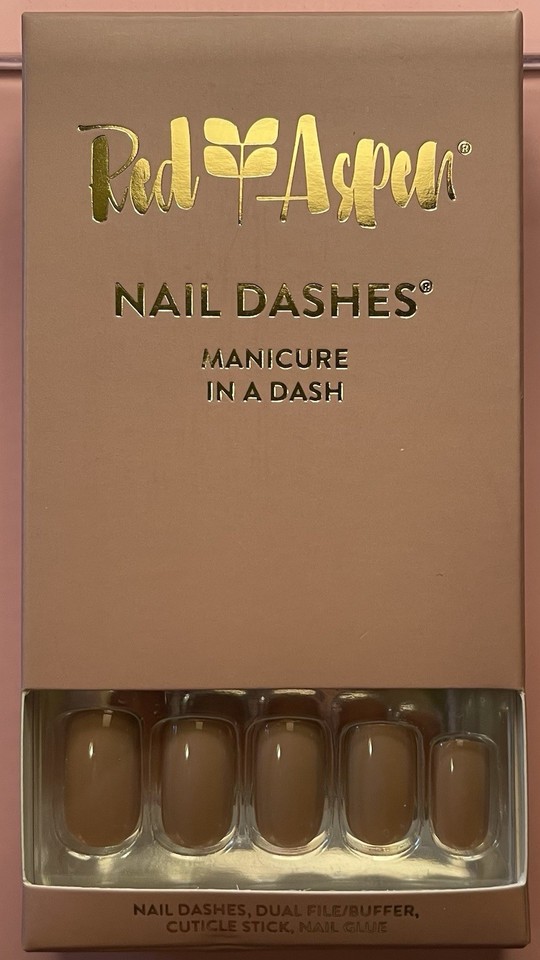 Red Aspen®
NAIL DASHES®
MANICURE
IN A DASH
NAIL DASHES, DUAL FILE/BUFFER,
CUTICLE STICK, NAIL GLUE